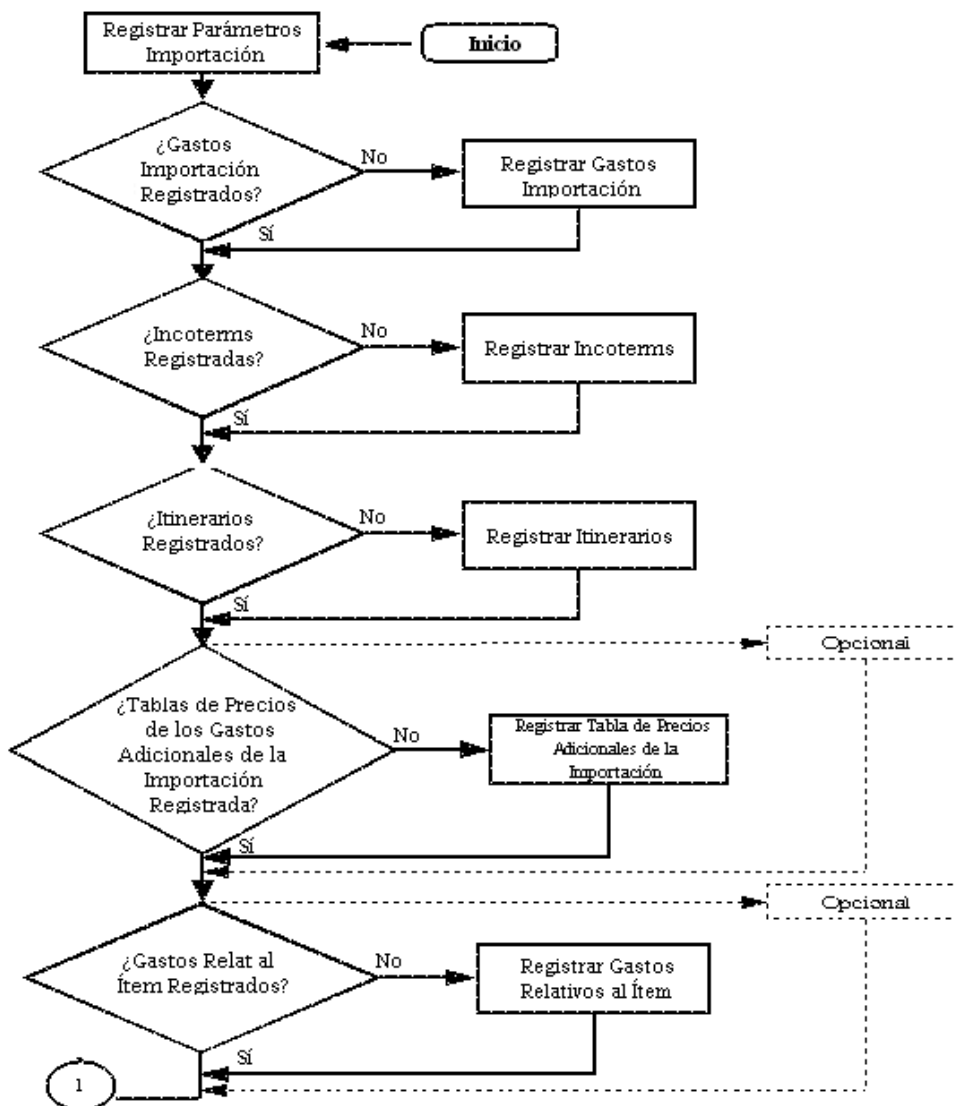 Registrar Parámetros
Importación
Inicio
¿Gastos
Importación
Registrados?
No
Registrar Gastos
Importación
Sí
¿Incoterms
Registradas?
No
Registrar Incoterms
Sí
¿Itinerarios
Registrados?
No
Registrar Itinerarios
Sí
Opcional
¿Tablas de Precios
de los Gastos
Adicionales de la
Importación
Registrada?
No
Registrar Tabla de Precios
Adicionales de la
Importación
Sí
Opcional
¿Gastos Relat al
Ítem Registrados?
No
Registrar Gastos
Relativos al Ítem
Sí
1